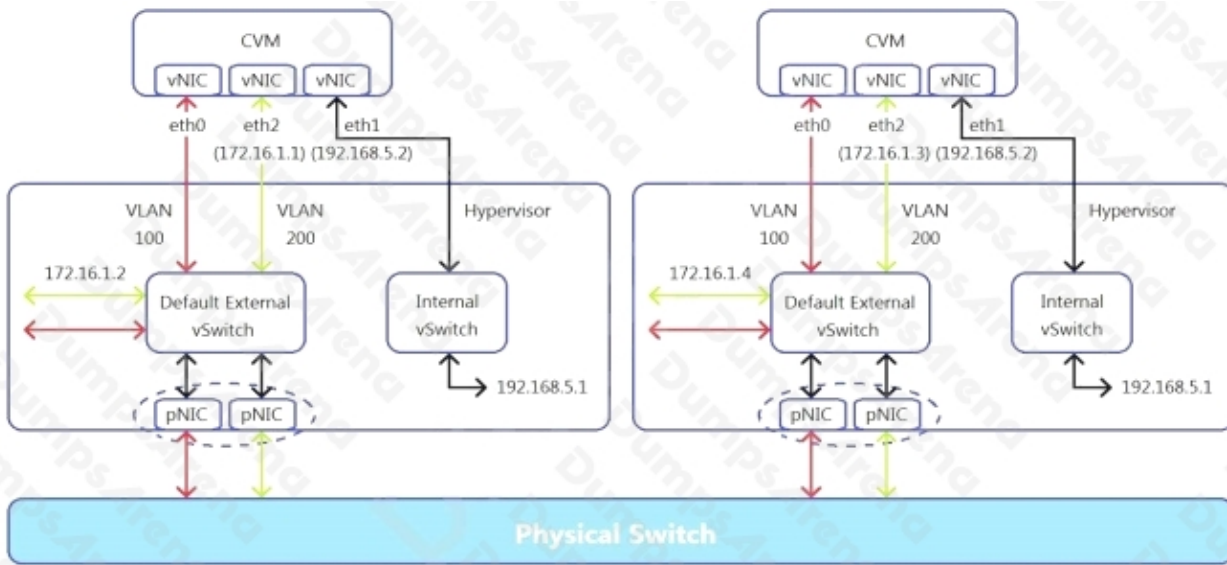 CVM CVM
vNIC vNIC vNIC vNIC vNIC vNIC
eth0 eth2 eth1 eth0 eth2 eth1
(172.16.1.1) (192.168.5.2) (172.16.1.3) (192.168.5.2)
VLAN VLAN Hypervisor VLAN VLAN Hypervisor
100 200 100 200
172.16.1.2 172.16.1.4
Default External Internal Default External Internal
vSwitch vSwitch vSwitch vSwitch
192.168.5.1 192.168.5.1
pNIC pNIC pNIC pNIC
Physical Switch
DumpsArena